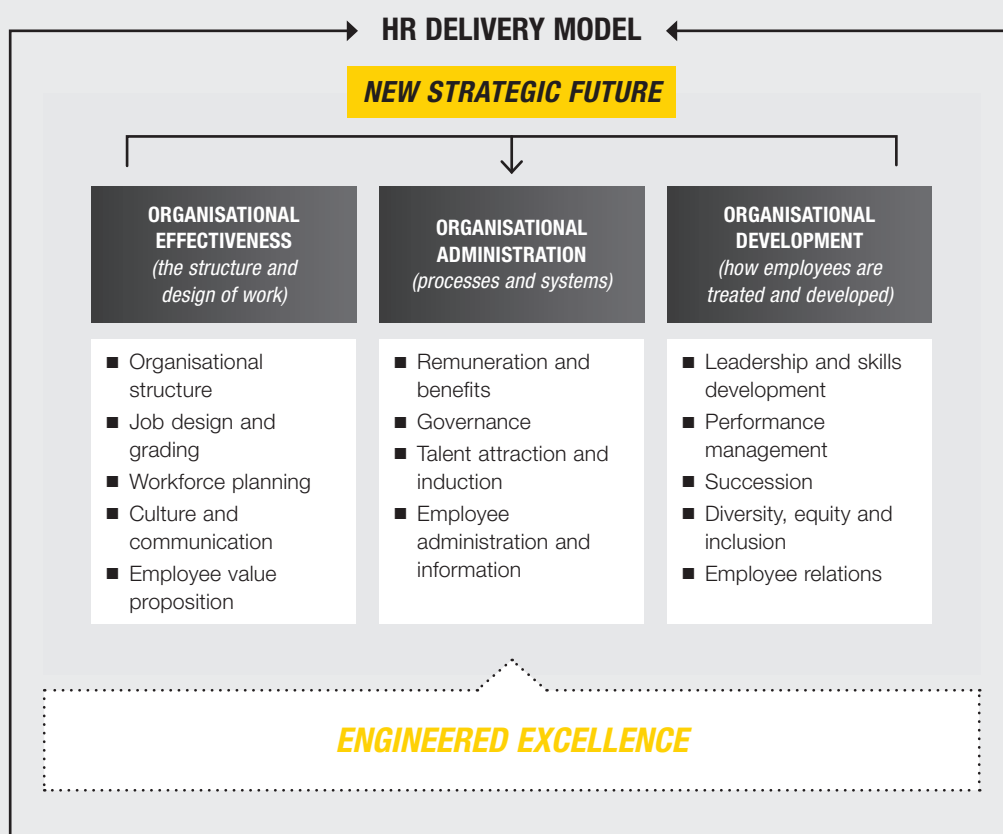 HR DELIVERY MODEL
NEW STRATEGIC FUTURE
ORGANISATIONAL
EFFECTIVENESS
(the structure and
design of work)
■ Organisational
structure
■ Job design and
grading
■ Workforce planning
■ Culture and
communication
■ Employee value
proposition
ORGANISATIONAL
ADMINISTRATION
(processes and systems)
■ Remuneration and
benefits
■ Governance
■ Talent attraction and
induction
■ Employee
administration and
information
ORGANISATIONAL
DEVELOPMENT
(how employees are
treated and developed)
■ Leadership and skills
development
■ Performance
management
■ Succession
■ Diversity, equity and
inclusion
■ Employee relations
ENGINEERED EXCELLENCE